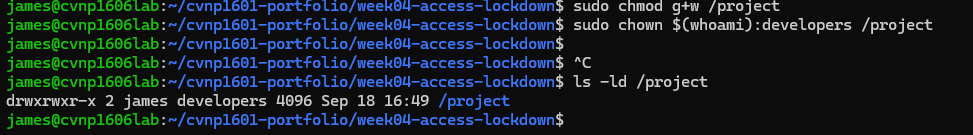 james@cvnp1606lab:~/cvnp1601-portfolio/week04-access-lockdown$ sudo chmod g+w /project
james@cvnp1606lab:~/cvnp1601-portfolio/week04-access-lockdown$ sudo chown $(whoami):developers /project
james@cvnp1606lab:~/cvnp1601-portfolio/week04-access-lockdown$
james@cvnp1606lab:~/cvnp1601-portfolio/week04-access-lockdown$ ^C
james@cvnp1606lab:~/cvnp1601-portfolio/week04-access-lockdown$ ls -ld /project
drwxrwxr-x 2 james developers 4096 Sep 18 16:49 /project
james@cvnp1606lab:~/cvnp1601-portfolio/week04-access-lockdown$